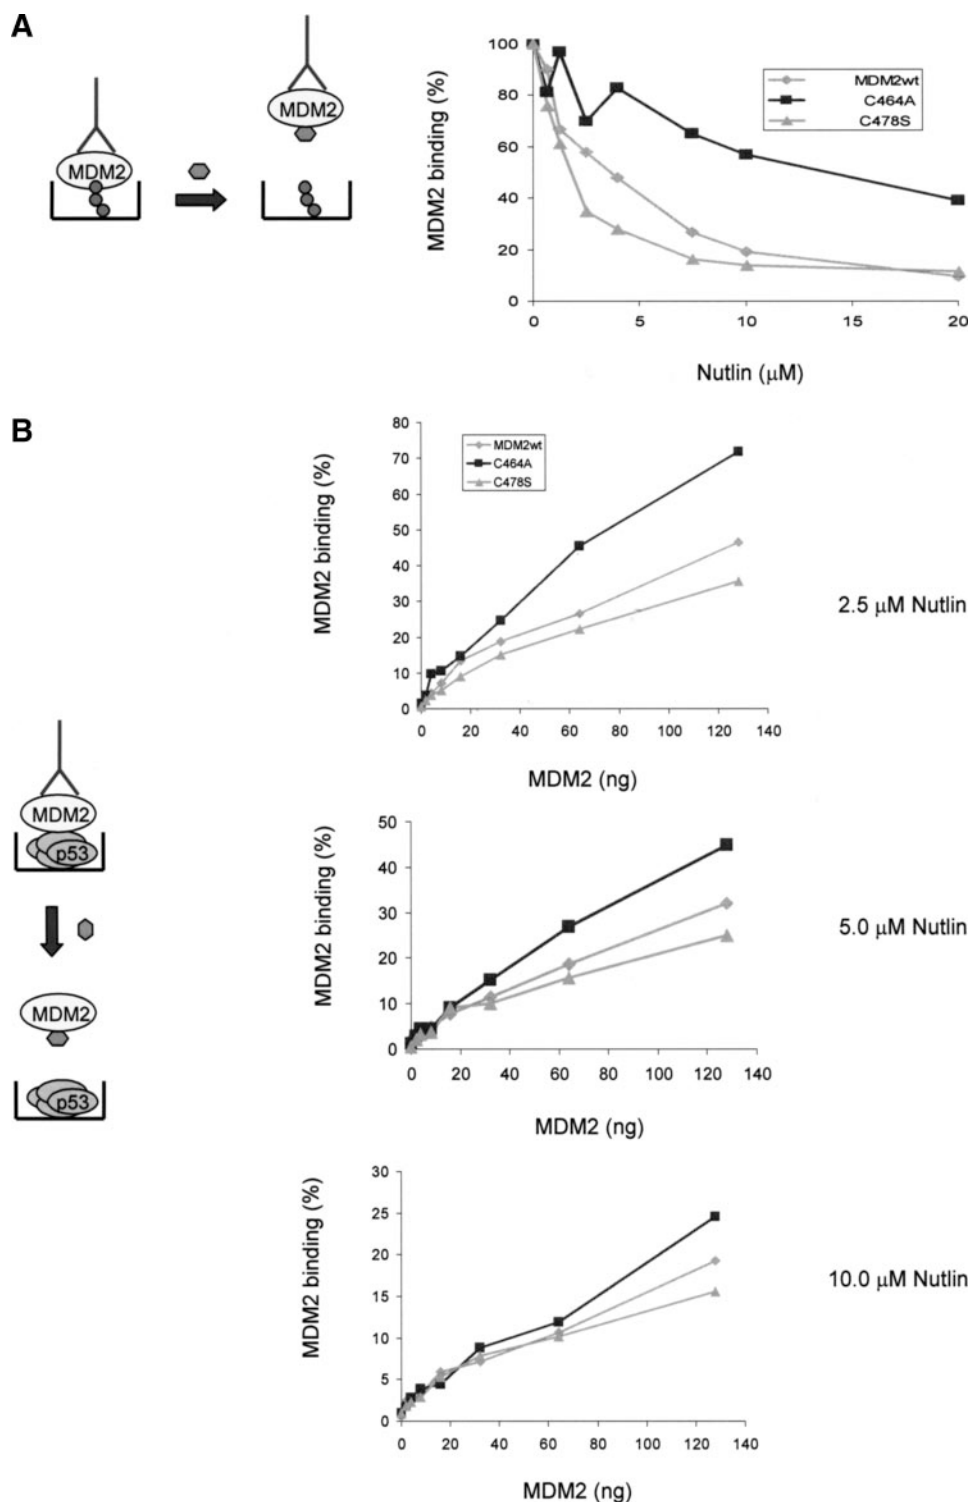 A
MDM2
MDM2
MDM2 binding (%)
100
80
60
40
20
0
MDM2wt
C464A
C478S
0 5 10 15 20
Nutlin (μM)
B
MDM2 binding (%)
80
70
60
50
40
30
20
10
0
MDM2wt
C464A
C478S
0 20 40 60 80 100 120 140
MDM2 (ng)
2.5 μM Nutlin
MDM2
p53
MDM2
p53
MDM2 binding (%)
50
40
30
20
10
0
0 20 40 60 80 100 120 140
MDM2 (ng)
5.0 μM Nutlin
MDM2 binding (%)
30
25
20
15
10
5
0
0 20 40 60 80 100 120 140
MDM2 (ng)
10.0 μM Nutlin